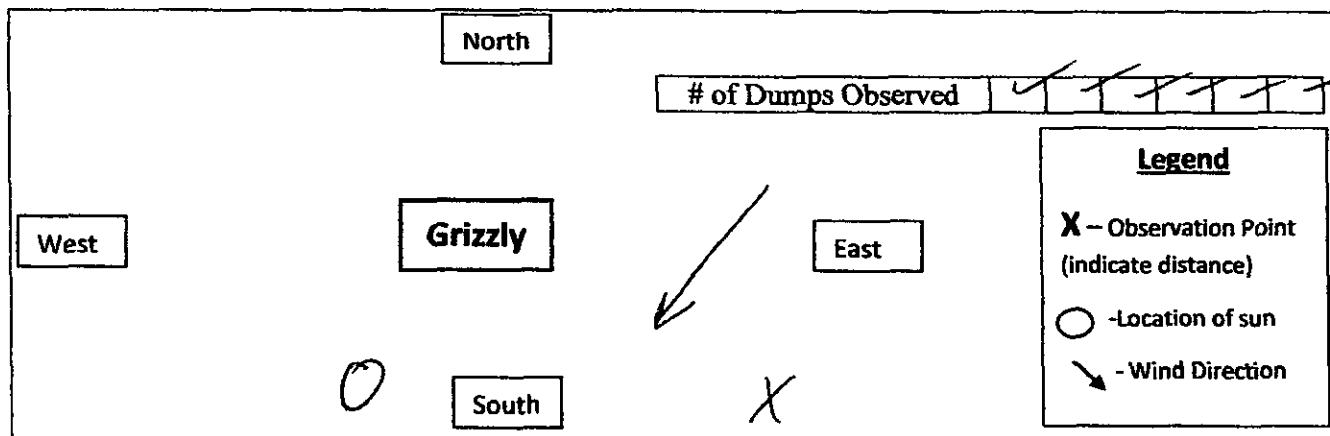 North
# of Dumps Observed ✓ ✓ ✓ ✓ ✓ ✓
Legend
X – Observation Point
(indicate distance)
-Location of sun
- Wind Direction
West
Grizzly
East
South
X